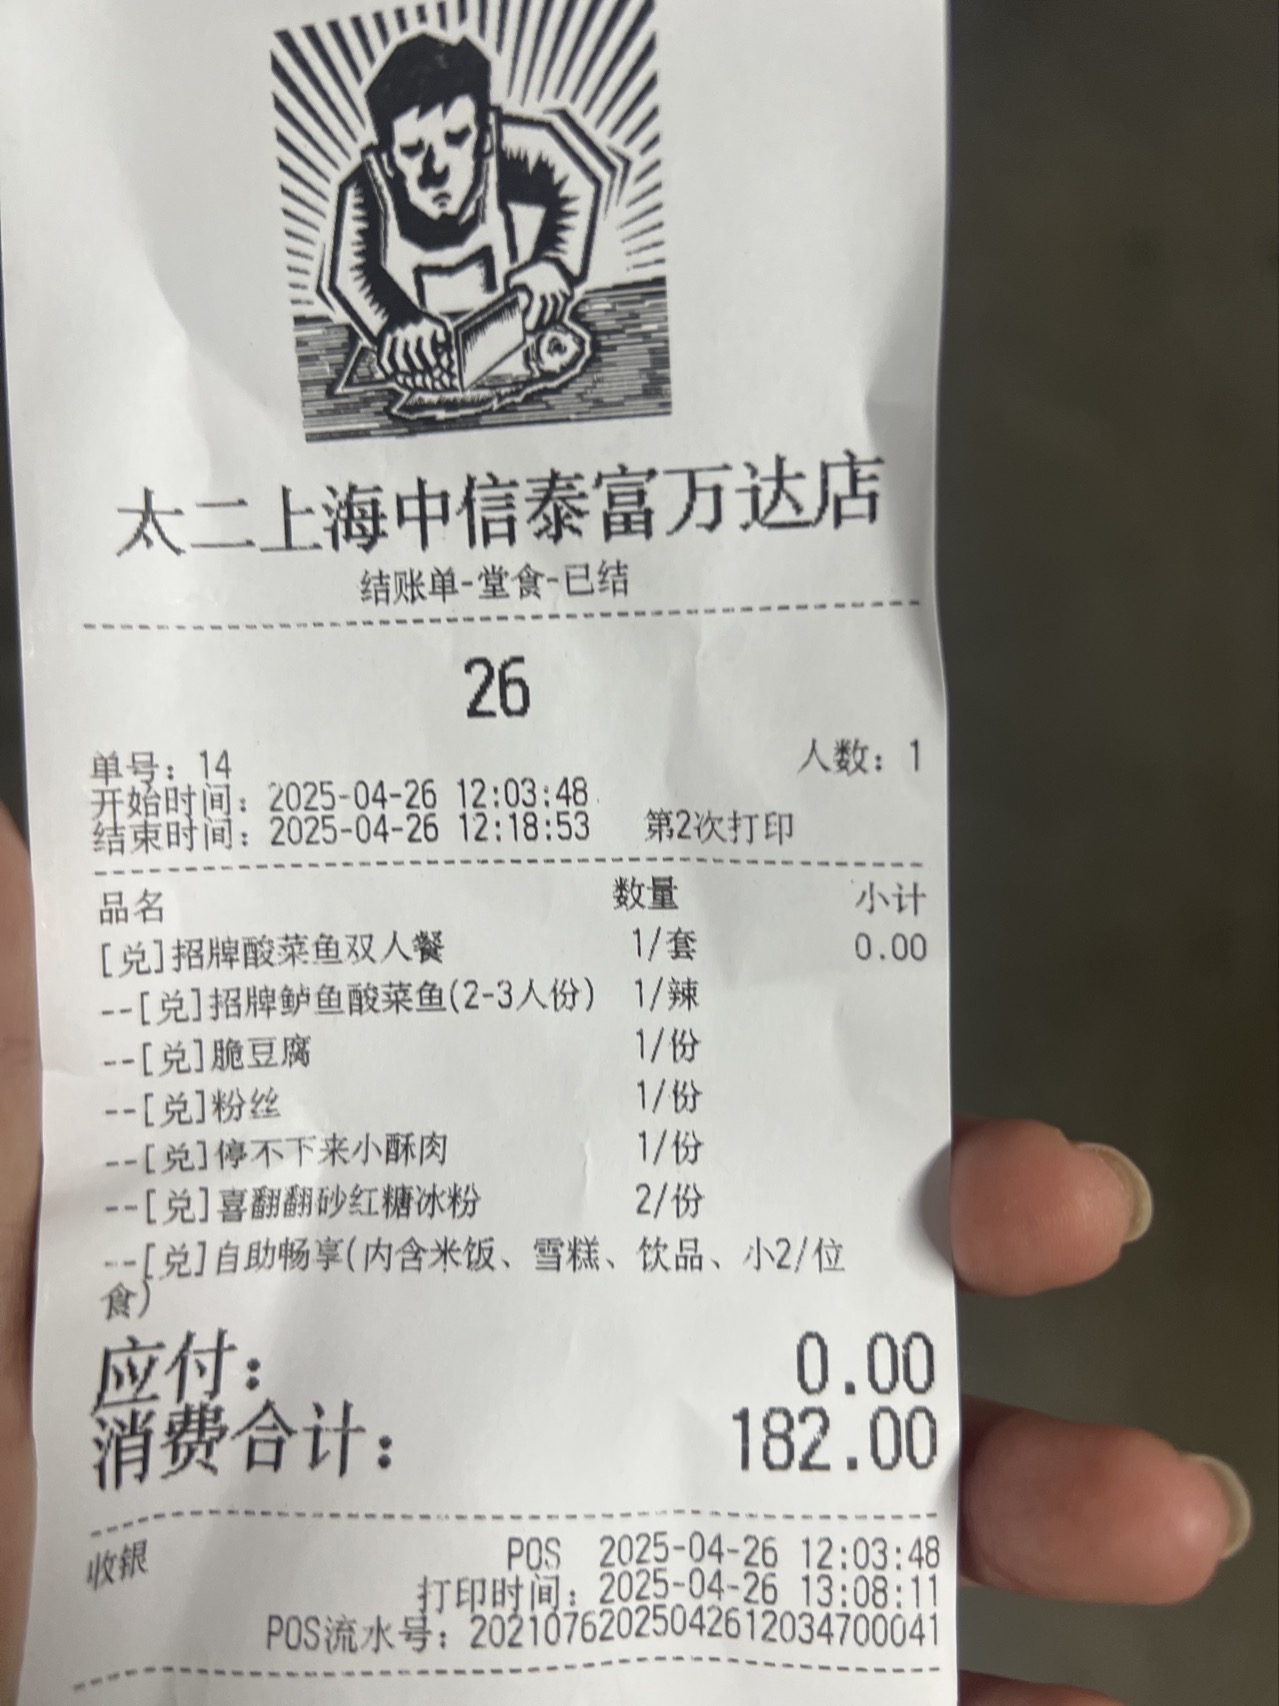 太二上海中信泰富万达店
结账单-堂食-已结
26
单号：14 人数：1
开始时间：2025-04-26 12:03:48
结束时间：2025-04-26 12:18:53 第2次打印
品名 数量 小计
[兑]招牌酸菜鱼双人餐 1/套 0.00
--[兑]招牌鲈鱼酸菜鱼(2-3人份) 1/辣
--[兑]脆豆腐 1/份
--[兑]粉丝 1/份
--[兑]停不下来小酥肉 1/份
--[兑]喜翻翻砂红糖冰粉 2/份
--[兑]自助畅享(内含米饭、雪糕、饮品、小2/位
食)
应付： 0.00
消费合计： 182.00
收银 POS 2025-04-26 12:03:48
打印时间：2025-04-26 13:08:11
POS流水号：20210762025042612034700041